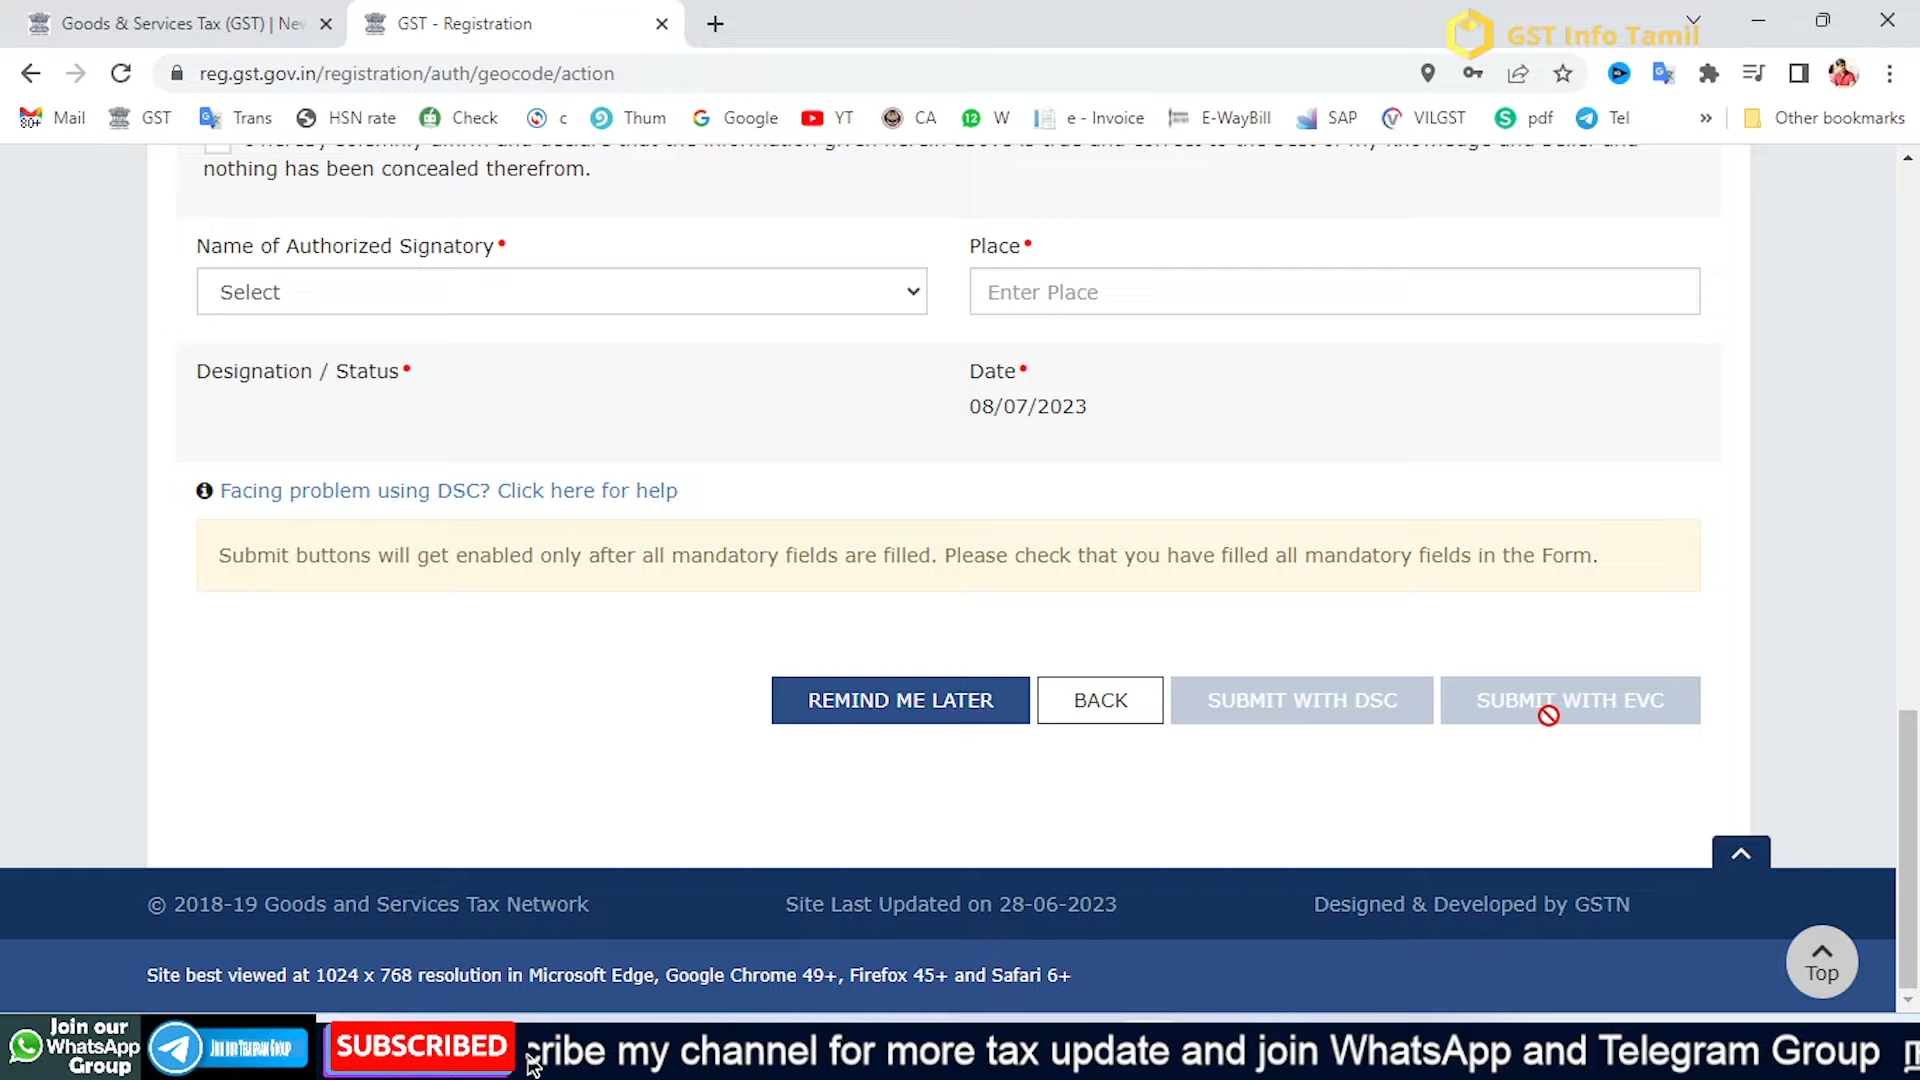 Goods & Services Tax (GST) | Nev
GST - Registration
GST Info Tamil
reg.gst.gov.in/registration/auth/geocode/action
80+ Mail
GST
Trans
HSN rate
Check
c
Thum
Google
YT
CA
12 W
e - Invoice
E-WayBill
SAP
VILGST
pdf
Tel
»
Other bookmarks
nothing has been concealed therefrom.
Name of Authorized Signatory•
Place•
Select
Enter Place
Designation / Status•
Date•
08/07/2023
Facing problem using DSC? Click here for help
Submit buttons will get enabled only after all mandatory fields are filled. Please check that you have filled all mandatory fields in the Form.
REMIND ME LATER
BACK
SUBMIT WITH DSC
SUBMIT WITH EVC
© 2018-19 Goods and Services Tax Network
Site Last Updated on 28-06-2023
Designed & Developed by GSTN
Site best viewed at 1024 x 768 resolution in Microsoft Edge, Google Chrome 49+, Firefox 45+ and Safari 6+
Top
Join our
WhatsApp
Group
JOIN OUR TELEGRAM GROUP
SUBSCRIBED
cribe my channel for more tax update and join WhatsApp and Telegram Group